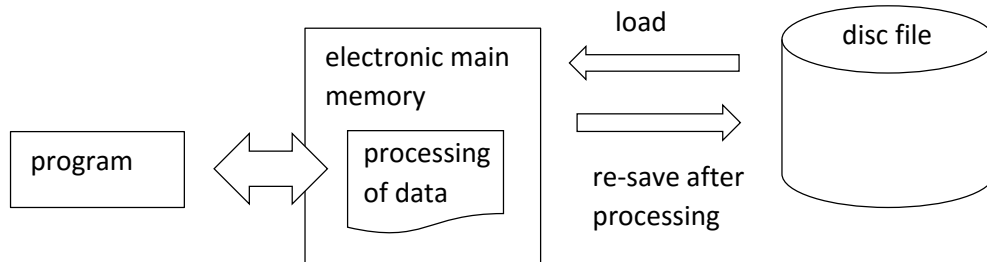 program
electronic main
memory
processing
of data
load
re-save after
processing
disc file